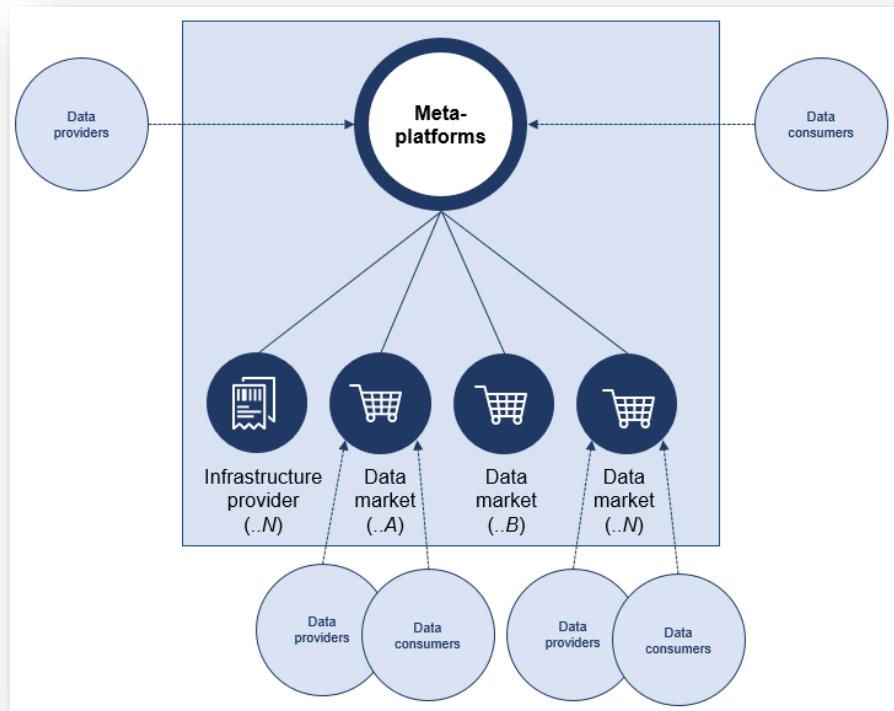 Meta-
platforms
Data
providers
Data
consumers
Infrastructure
provider
(..N)
Data
market
(..A)
Data
market
(..B)
Data
market
(..N)
Data
providers
Data
consumers
Data
providers
Data
consumers